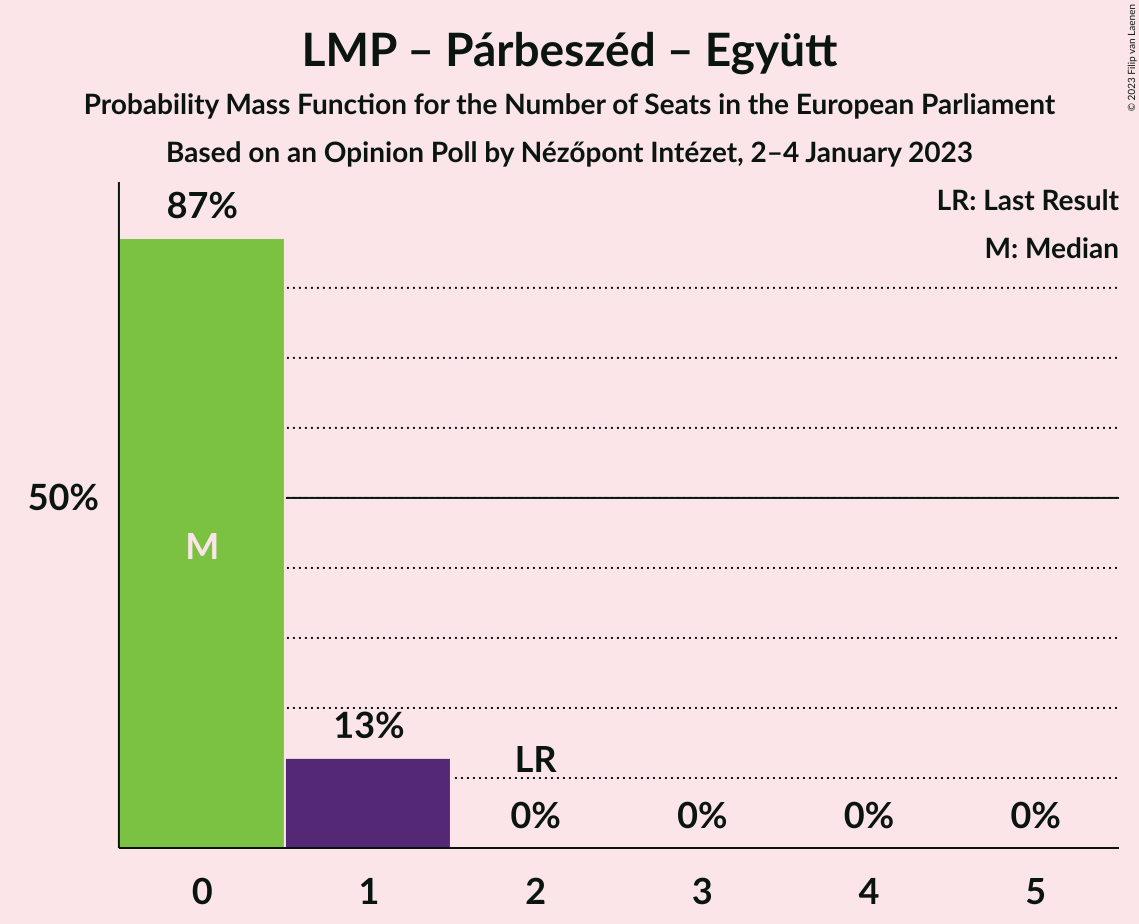 LMP – Párbeszéd – Együtt
Probability Mass Function for the Number of Seats in the European Parliament
Based on an Opinion Poll by Nézőpont Intézet, 2–4 January 2023
© 2023 Filip van Laenen
LR: Last Result
M: Median
87%
50%
M
13%
LR
0%
0%
0%
0%
0
1
2
3
4
5